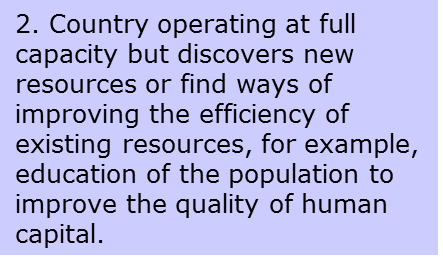 2. Country operating at full
capacity but discovers new
resources or find ways of
improving the efficiency of
existing resources, for example,
education of the population to
improve the quality of human
capital.